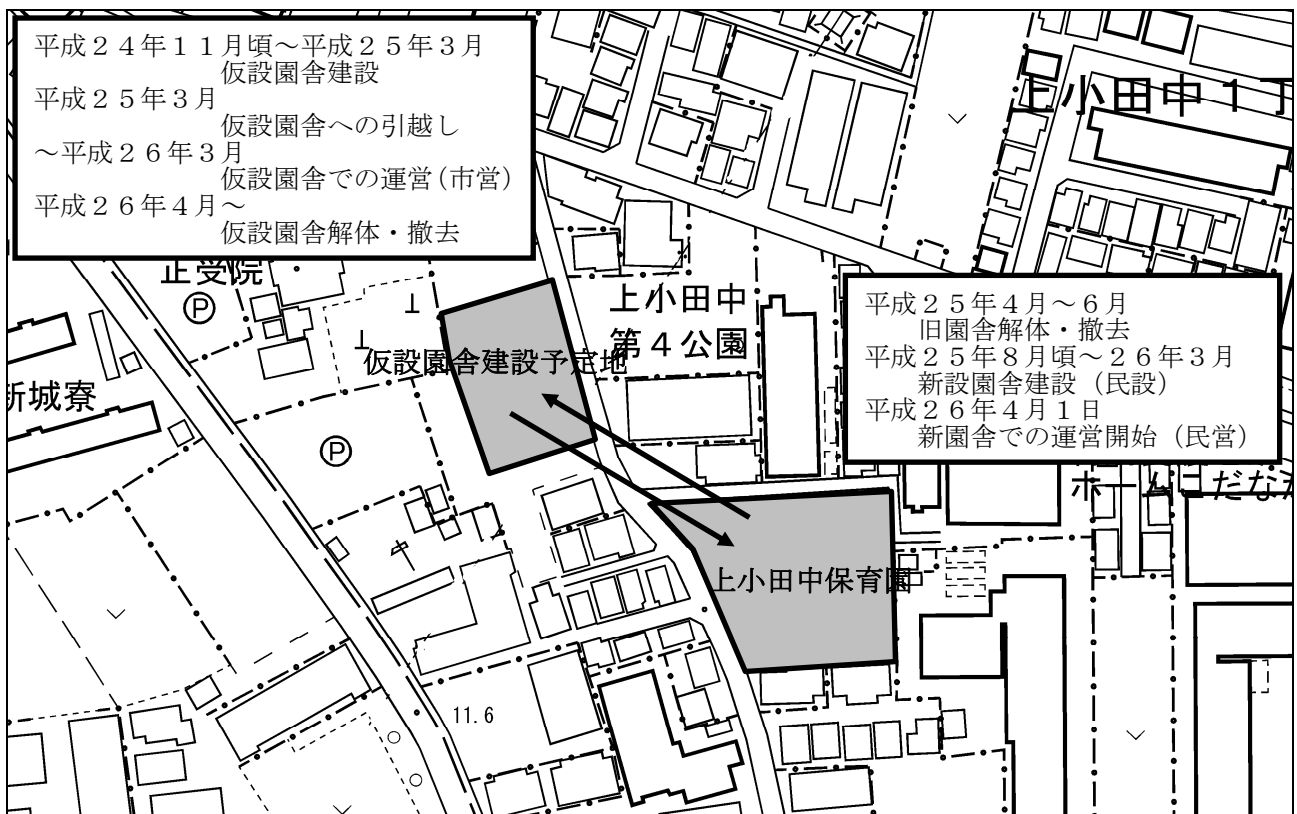 平成２４年１１月頃～平成２５年３月
仮設園舎建設
平成２５年３月
仮設園舎への引越し
～平成２６年３月
仮設園舎での運営（市営）
平成２６年４月～
仮設園舎解体・撤去
上小田中１丁
正受院
Ⓟ
上小田中
第４公園
仮設園舎建設予定地
平成２５年４月～６月
旧園舎解体・撤去
平成２５年８月頃～２６年３月
新設園舎建設（民設）
平成２６年４月１日
新園舎での運営開始（民営）
新城寮
Ⓟ
上小田中保育園
11.6